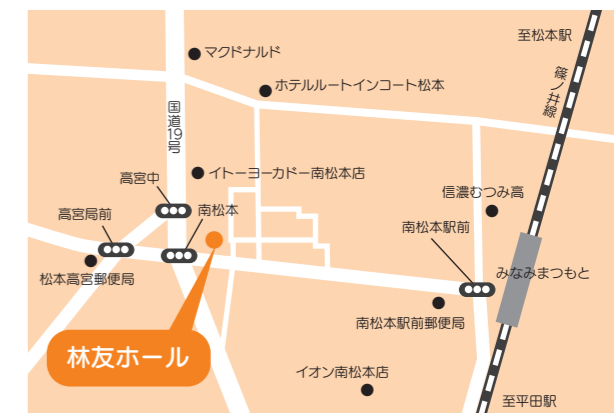 至松本駅
マクドナルド
篠ノ井線
ホテルルートインコート松本
国道19号
イトーヨーカドー南松本店
高宮中
信濃むつみ高
高宮局前
南松本
南松本駅前
松本高宮郵便局
みなみまつもと
南松本駅前郵便局
林友ホール
イオン南松本店
至平田駅